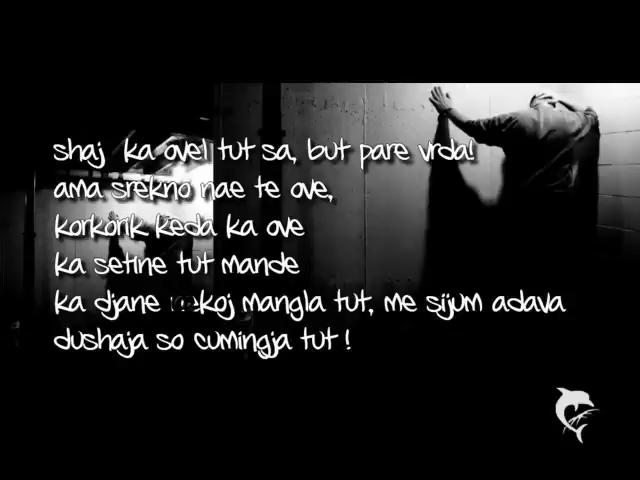 shaj ka ovel tut sa, but pare vrda!
ama srekno nae te ove,
korkorik keda ka ove
ka setine tut mande
ka djane nekoj mangla tut, me sijum adava
dushaja so cumingja tut !